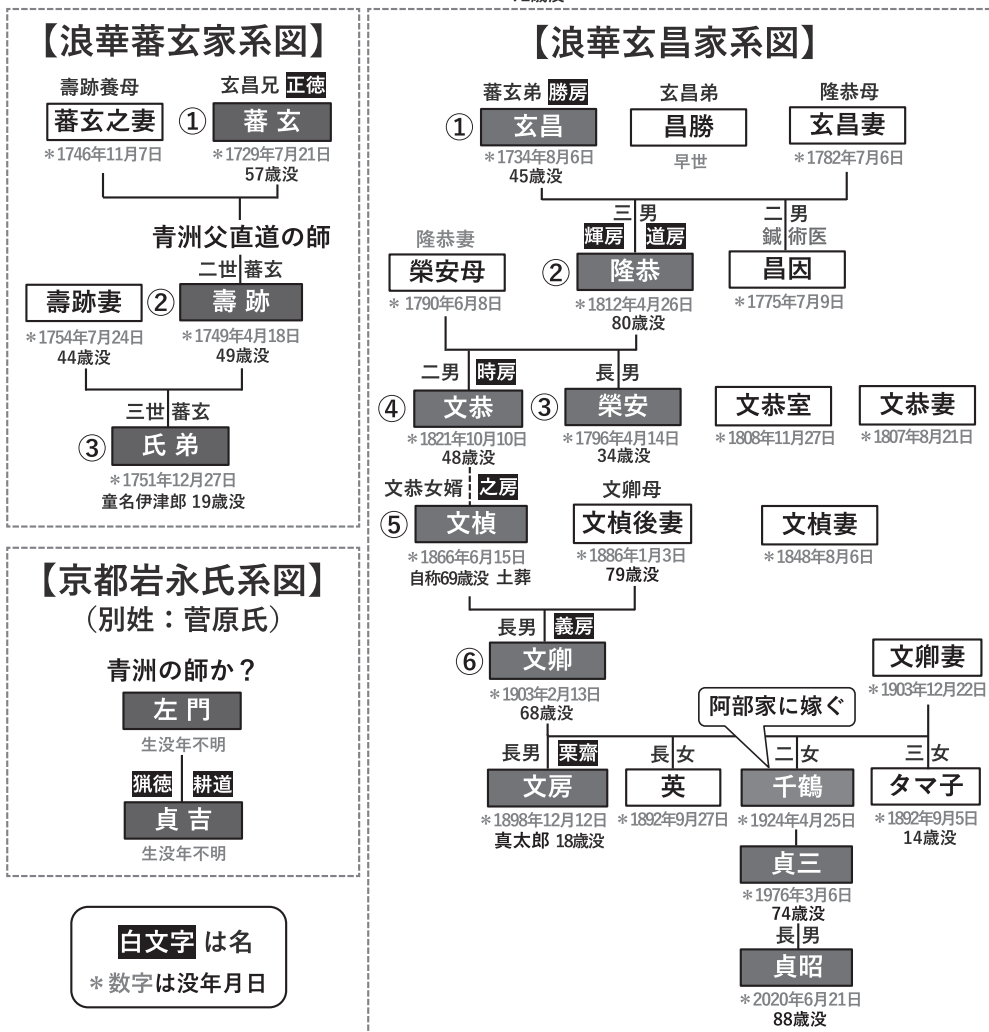 【浪華蕃玄家系図】
壽跡養母
玄昌兄 正徳
蕃玄之妻
① 蕃玄
＊1746年11月7日
＊1729年7月21日
57歳没
青洲父直道の師
二世蕃玄
壽跡妻
② 壽跡
＊1754年7月24日
44歳没
＊1749年4月18日
49歳没
三世蕃玄
③ 氏弟
＊1751年12月27日
童名伊津郎 19歳没
【京都岩永氏系図】
（別姓：菅原氏）
青洲の師か？
左門
生没年不明
猟徳 耕道
貞吉
生没年不明
白文字 は名
＊数字は没年月日
【浪華玄昌家系図】
蕃玄弟 勝房
玄昌弟
隆恭母
① 玄昌
昌勝
玄昌妻
＊1734年8月6日
45歳没
早世
＊1782年7月6日
三男
輝房 道房
二男
鍼術医
隆恭妻
榮安母
② 隆恭
昌因
＊1790年6月8日
＊1812年4月26日
80歳没
＊1775年7月9日
二男 時房
長男
④ 文恭
③ 榮安
文恭室
文恭妻
＊1821年10月10日
48歳没
＊1796年4月14日
34歳没
＊1808年11月27日
＊1807年8月21日
文恭女婿 之房
文卿母
⑤ 文楨
文楨後妻
文楨妻
＊1866年6月15日
自称69歳没 土葬
＊1886年1月3日
79歳没
＊1848年8月6日
長男 義房
⑥ 文卿
文卿妻
＊1903年2月13日
68歳没
＊1903年12月22日
阿部家に嫁ぐ
長男 栗齋
長女
二女
三女
文房
英
千鶴
タマ子
＊1898年12月12日
真太郎 18歳没
＊1892年9月27日
＊1924年4月25日
＊1892年9月5日
14歳没
貞三
＊1976年3月6日
74歳没
長男
貞昭
＊2020年6月21日
88歳没